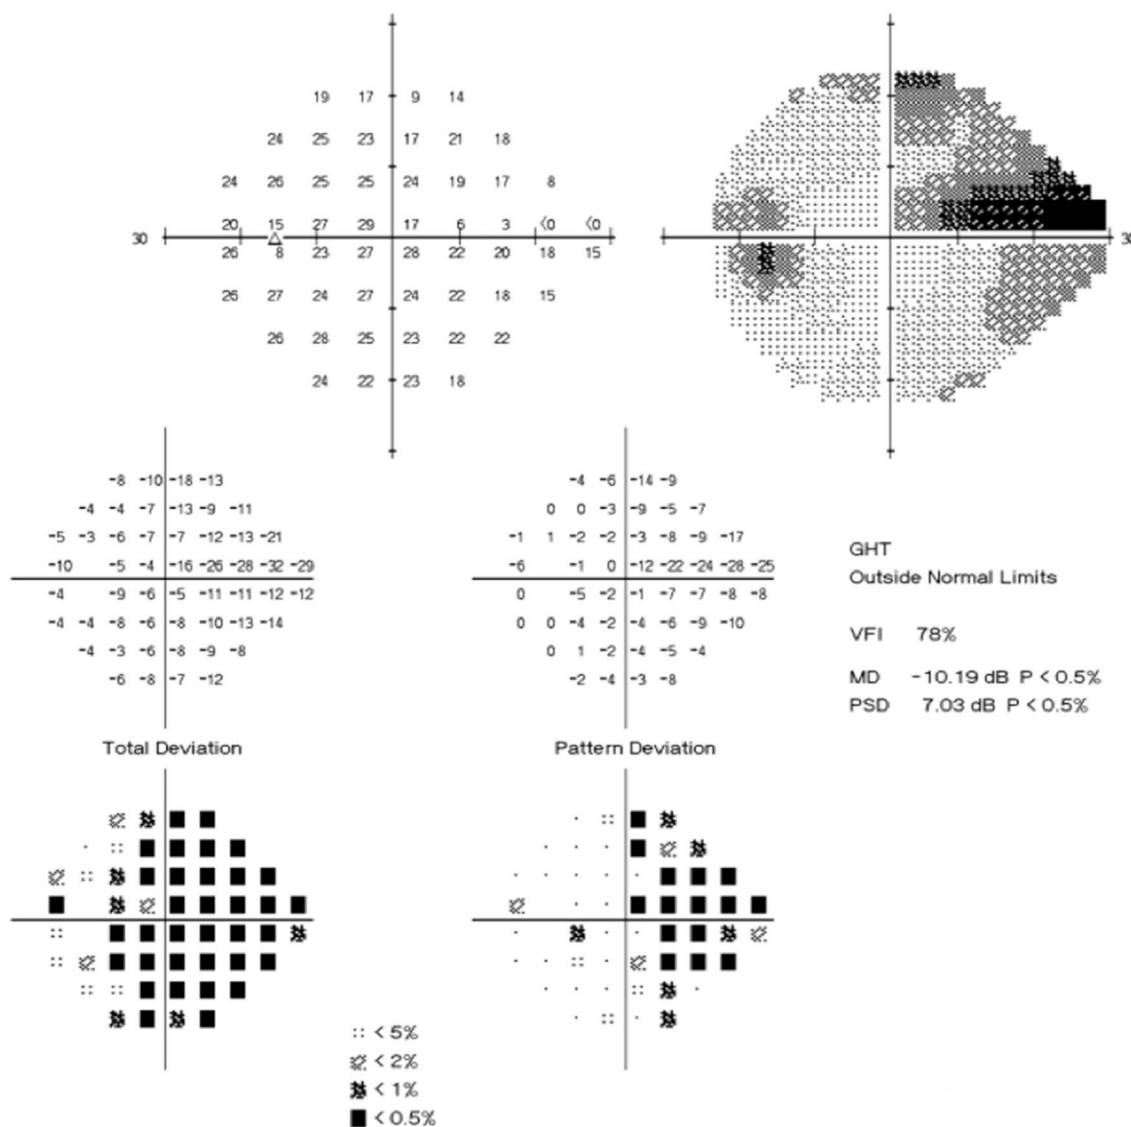 19 17 9 14
24 25 23 17 21 18
24 26 25 25 24 19 17 8
20 15 27 29 17 6 3 <0 <0
30 30
26 8 23 27 28 22 20 18 15
26 27 24 27 24 22 18 15
26 28 25 23 22 22
24 22 23 18
-8 -10 -18 -13
-4 -4 -7 -13 -9 -11
-5 -3 -6 -7 -7 -12 -13 -21
-10 -5 -4 -16 -26 -28 -32 -29
-4 -9 -6 -5 -11 -11 -12 -12
-4 -4 -8 -6 -8 -10 -13 -14
-4 -3 -6 -8 -9 -8
-6 -8 -7 -12
Total Deviation
-4 -6 -14 -9
0 0 -3 -9 -5 -7
-1 1 -2 -2 -3 -8 -9 -17
-6 -1 0 -12 -22 -24 -28 -25
0 -5 -2 -1 -7 -7 -8 -8
0 0 -4 -2 -4 -6 -9 -10
0 1 -2 -4 -5 -4
-2 -4 -3 -8
Pattern Deviation
GHT
Outside Normal Limits
VFI 78%
MD -10.19 dB P < 0.5%
PSD 7.03 dB P < 0.5%
< 5%
< 2%
< 1%
< 0.5%